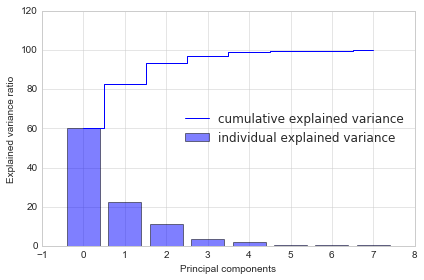 120
100
80
60
40
20
0
Explained variance ratio
cumulative explained variance
individual explained variance
−1 0 1 2 3 4 5 6 7 8
Principal components